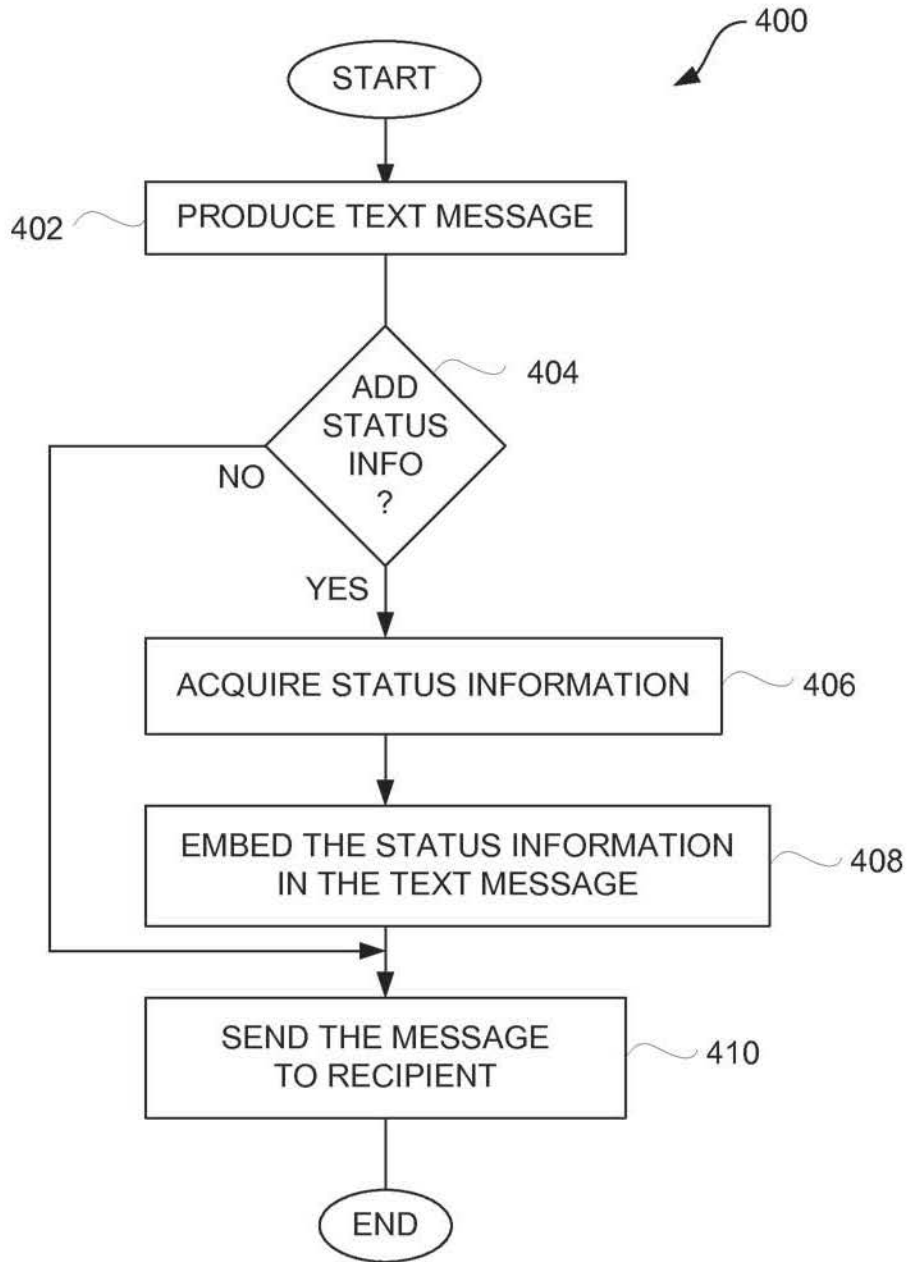 400
START
402
PRODUCE TEXT MESSAGE
404
ADD
STATUS
INFO
?
NO
YES
ACQUIRE STATUS INFORMATION
406
EMBED THE STATUS INFORMATION
IN THE TEXT MESSAGE
408
SEND THE MESSAGE
TO RECIPIENT
410
END